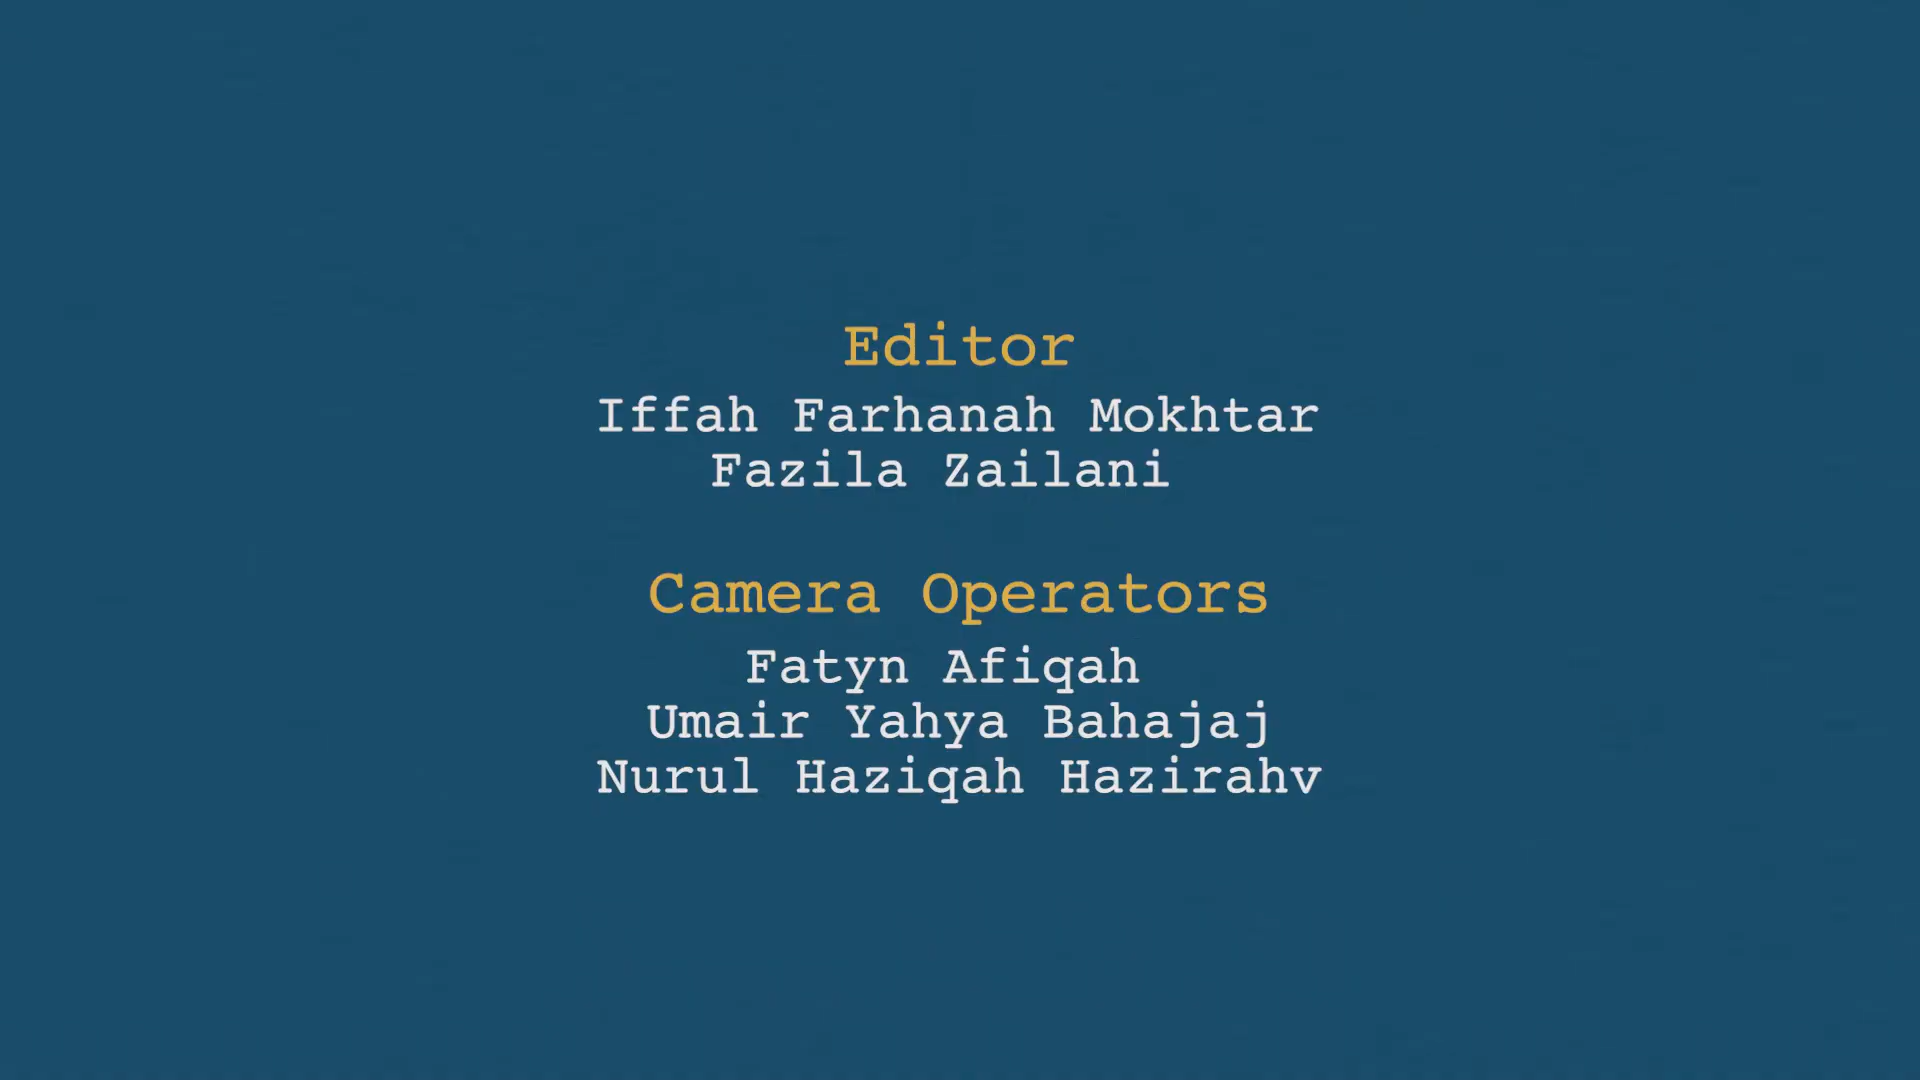 Editor
Iffah Farhanah Mokhtar
Fazila Zailani
Camera Operators
Fatyn Afiqah
Umair Yahya Bahajaj
Nurul Haziqah Hazirahv